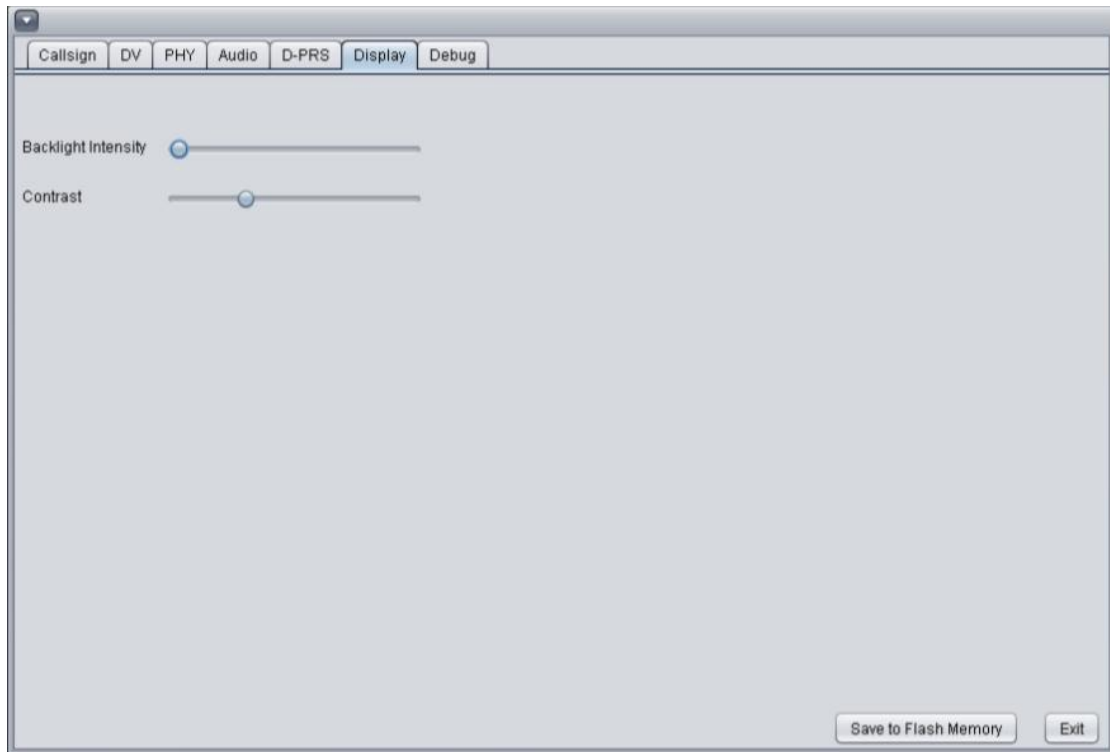 Callsign DV PHY Audio D-PRS Display Debug
Backlight Intensity
Contrast
Save to Flash Memory Exit